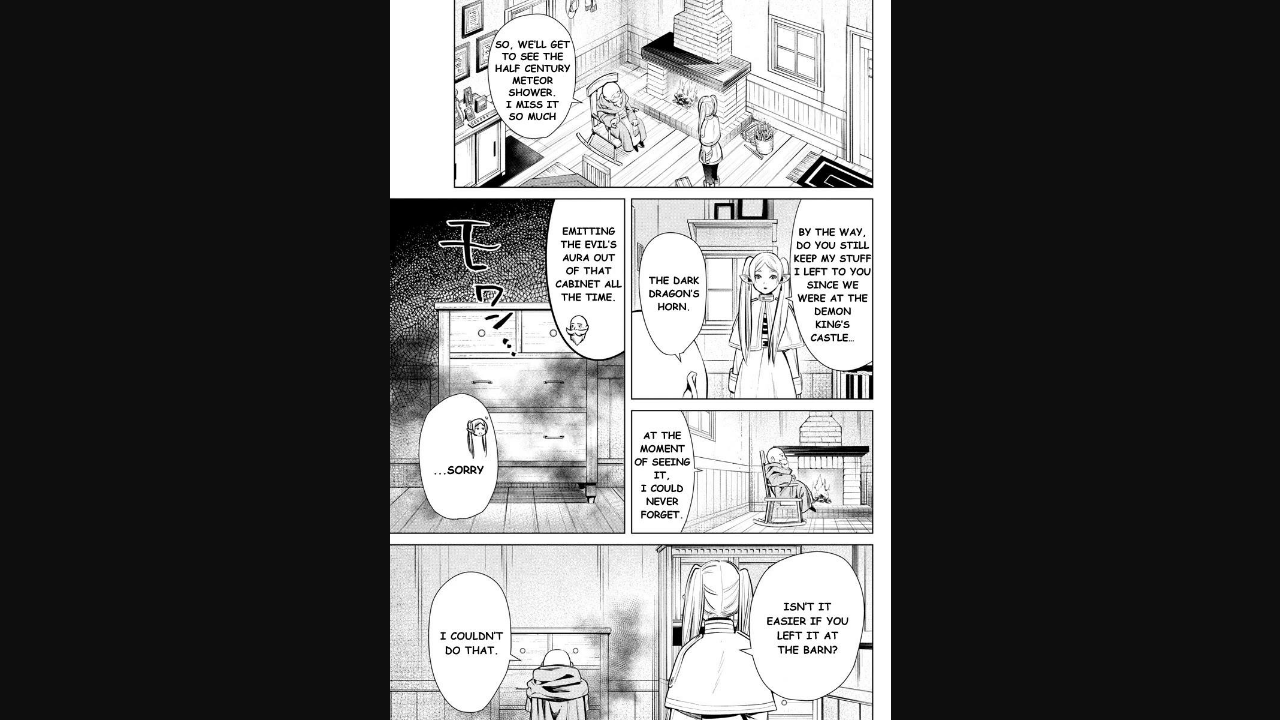 SO, WE'LL GET
TO SEE THE
HALF CENTURY
METEOR
SHOWER.
I MISS IT
SO MUCH
BY THE WAY,
DO YOU STILL
KEEP MY STUFF
I LEFT TO YOU
SINCE WE
WERE AT THE
DEMON
KING'S
CASTLE...
THE DARK
DRAGON'S
HORN.
EMITTING
THE EVIL'S
AURA OUT
OF THAT
CABINET ALL
THE TIME.
モワッ…
...SORRY
AT THE
MOMENT
OF SEEING
IT,
I COULD
NEVER
FORGET.
ISN'T IT
EASIER IF YOU
LEFT IT AT
THE BARN?
I COULDN'T
DO THAT.